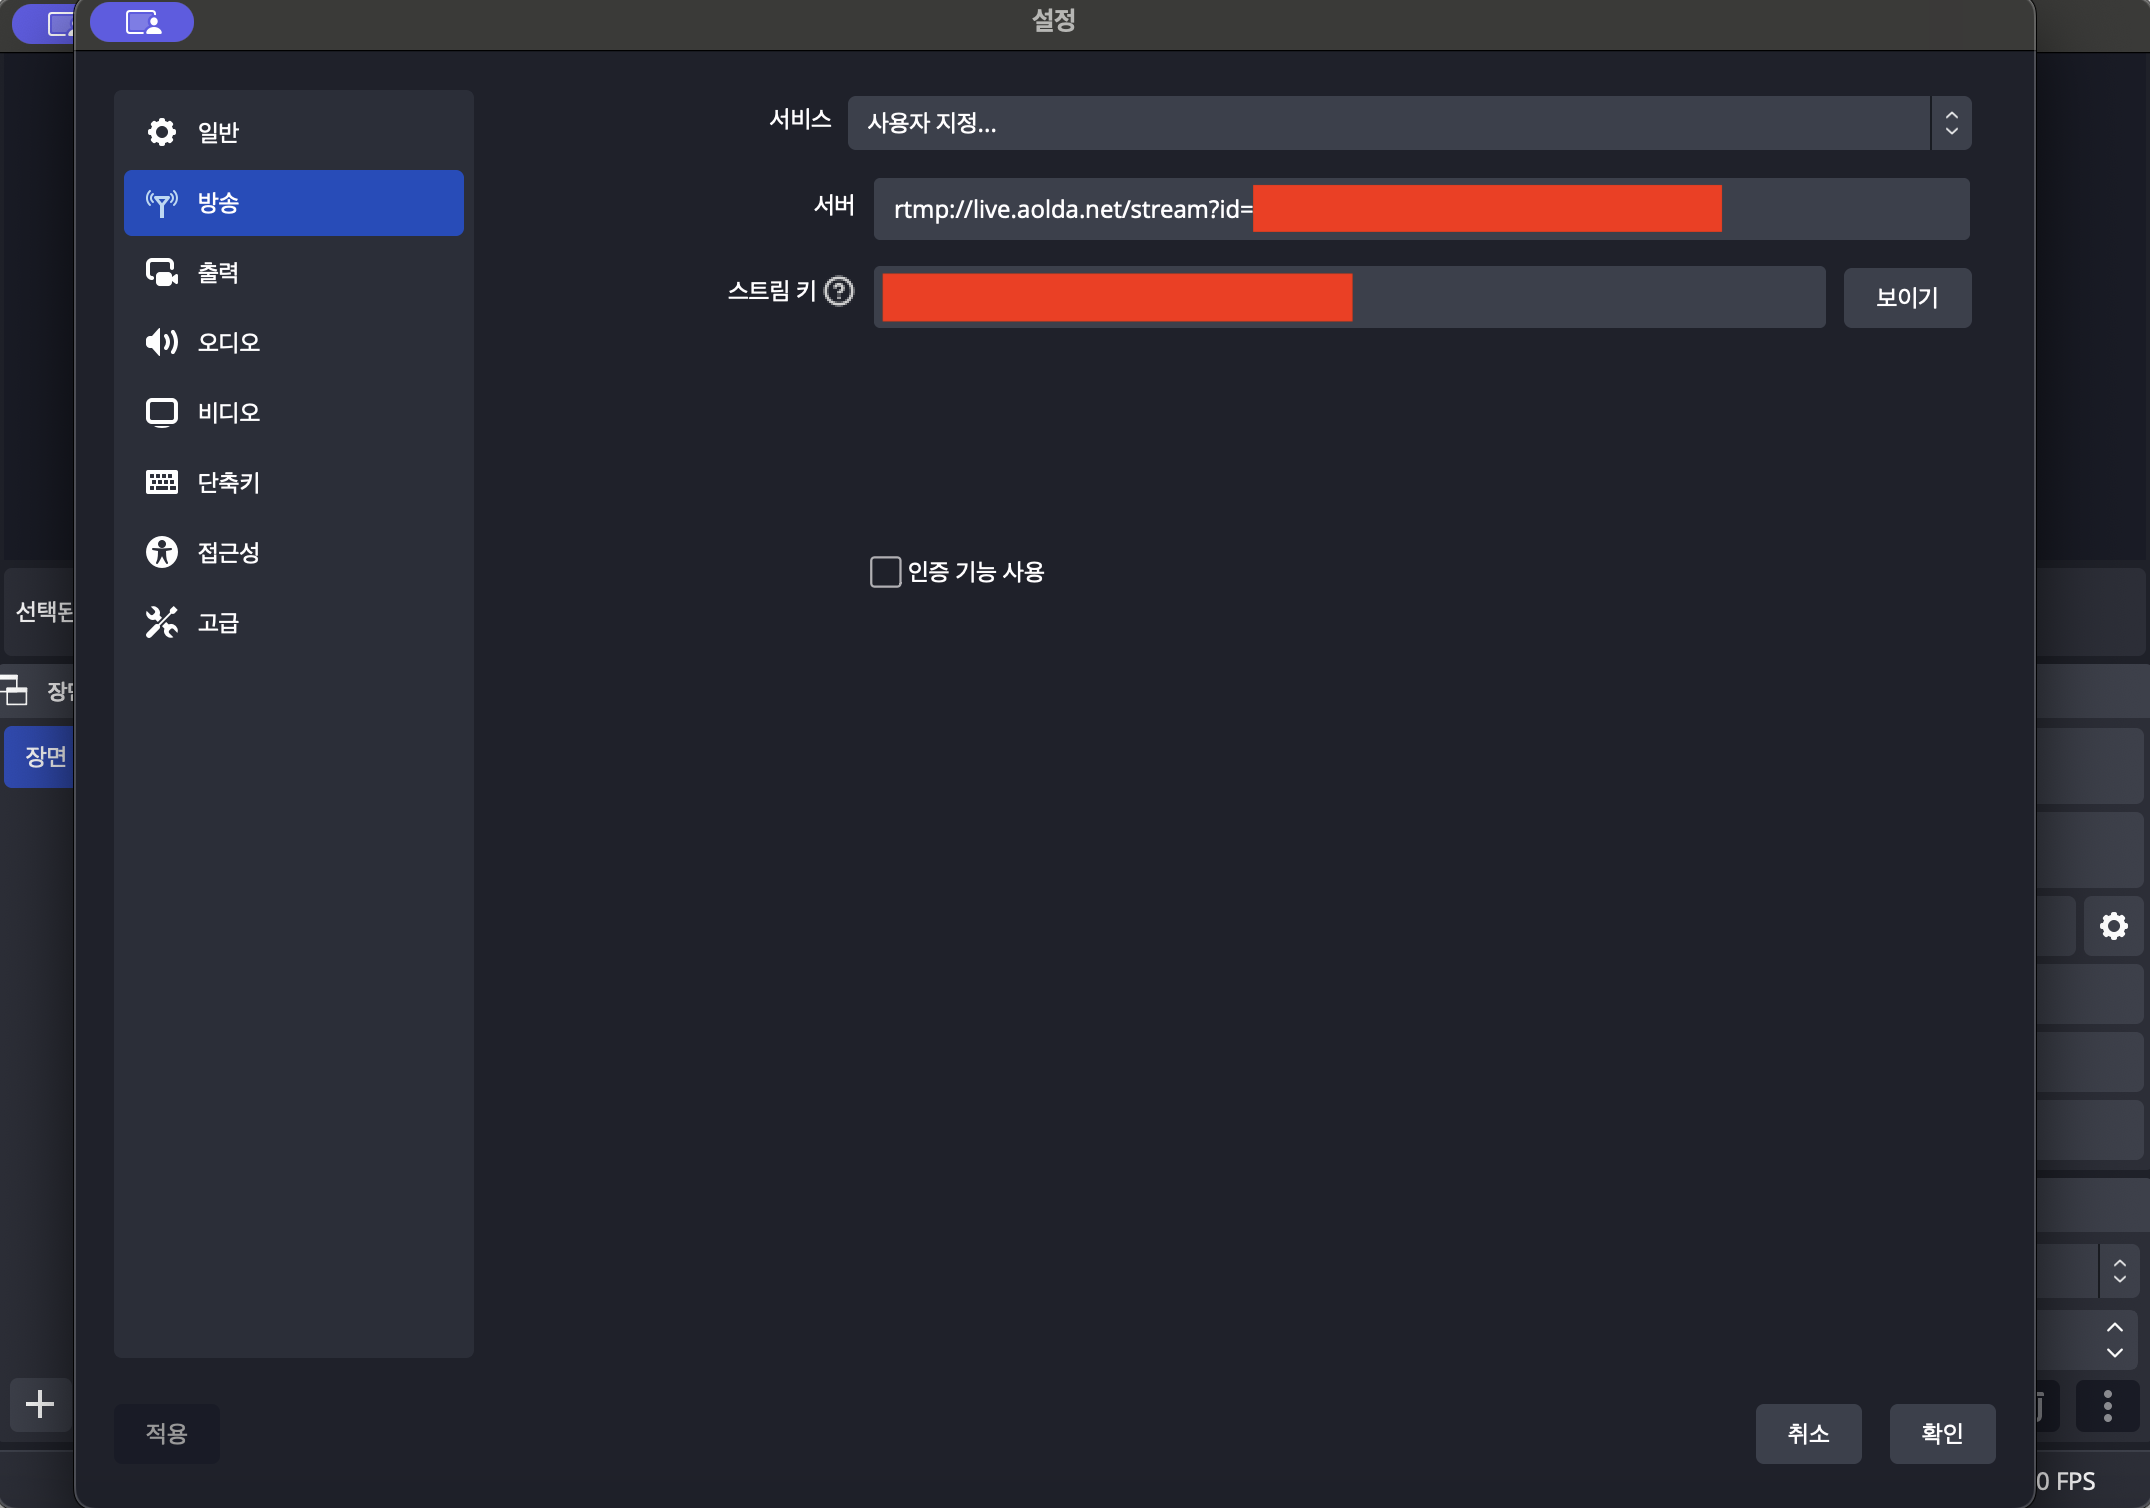 설정
일반
방송
출력
오디오
비디오
단축키
접근성
고급
서비스
사용자 지정...
서버
rtmp://live.aolda.net/stream?id=
스트림 키
보이기
인증 기능 사용
선택된
장면
적용
취소
확인
0 FPS